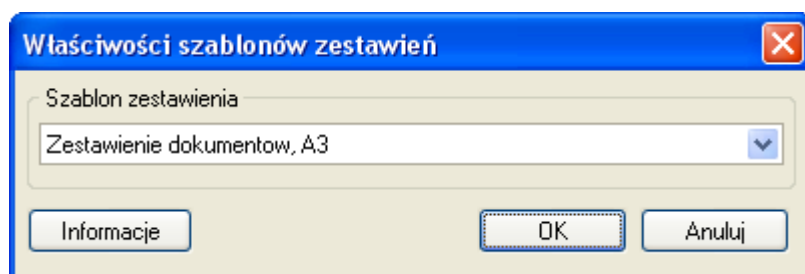 Właściwości szablonów zestawień
Szablon zestawienia
Zestawienie dokumentow, A3
Informacje
OK
Anuluj